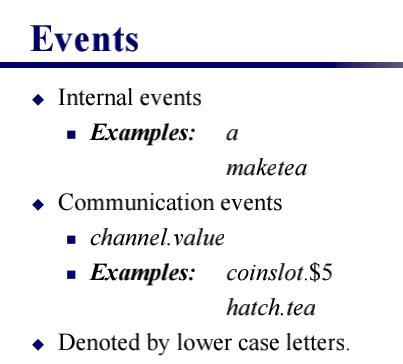 Events
Internal events
Examples: a
maketea
Communication events
channel.value
Examples: coinslot.$5
hatch.tea
Denoted by lower case letters.